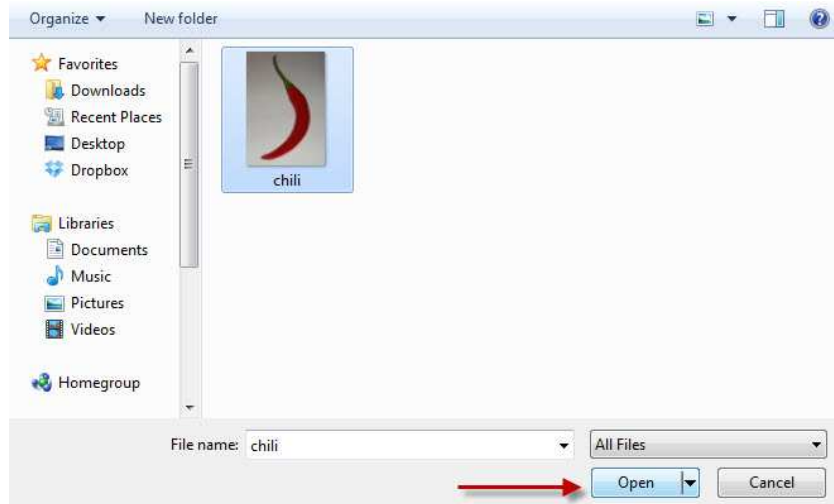 Organize New folder
Favorites
Downloads
Recent Places
Desktop
Dropbox
Libraries
Documents
Music
Pictures
Videos
Homegroup
chili
File name: chili All Files
Open Cancel